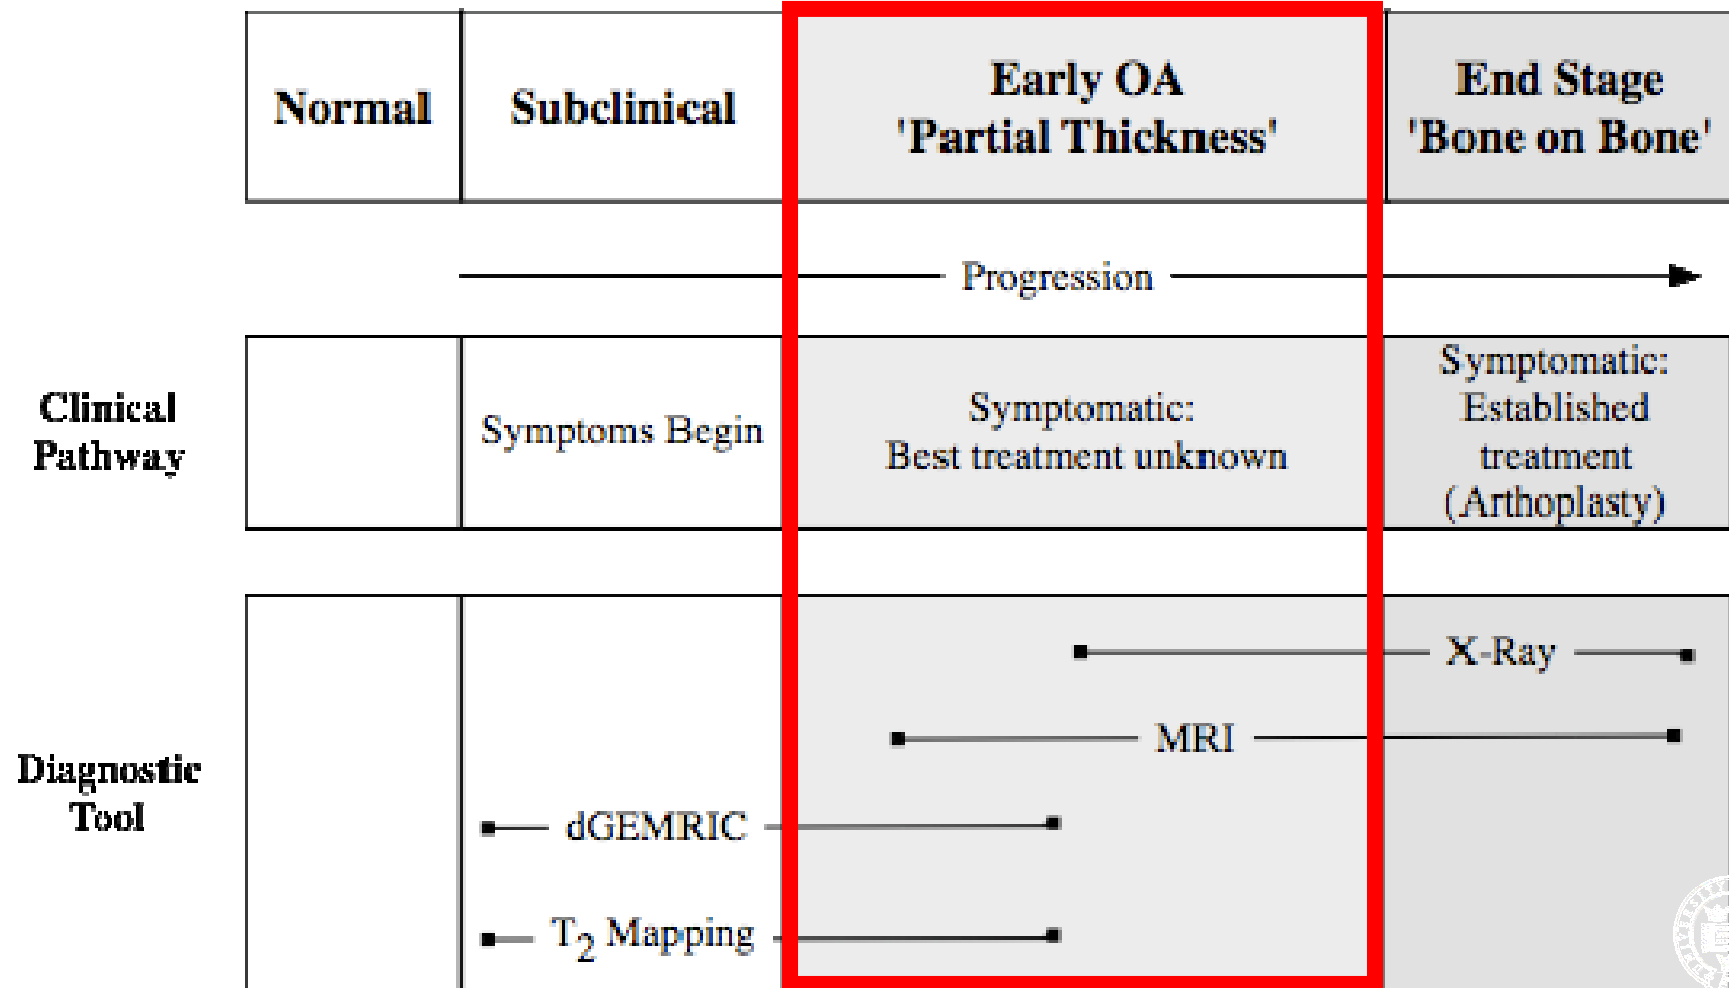 Normal
Subclinical
Early OA
'Partial Thickness'
End Stage
'Bone on Bone'
Progression
Clinical
Pathway
Symptoms Begin
Symptomatic:
Best treatment unknown
Symptomatic:
Established
treatment
(Arthoplasty)
Diagnostic
Tool
X-Ray
MRI
dGEMRIC
T2 Mapping